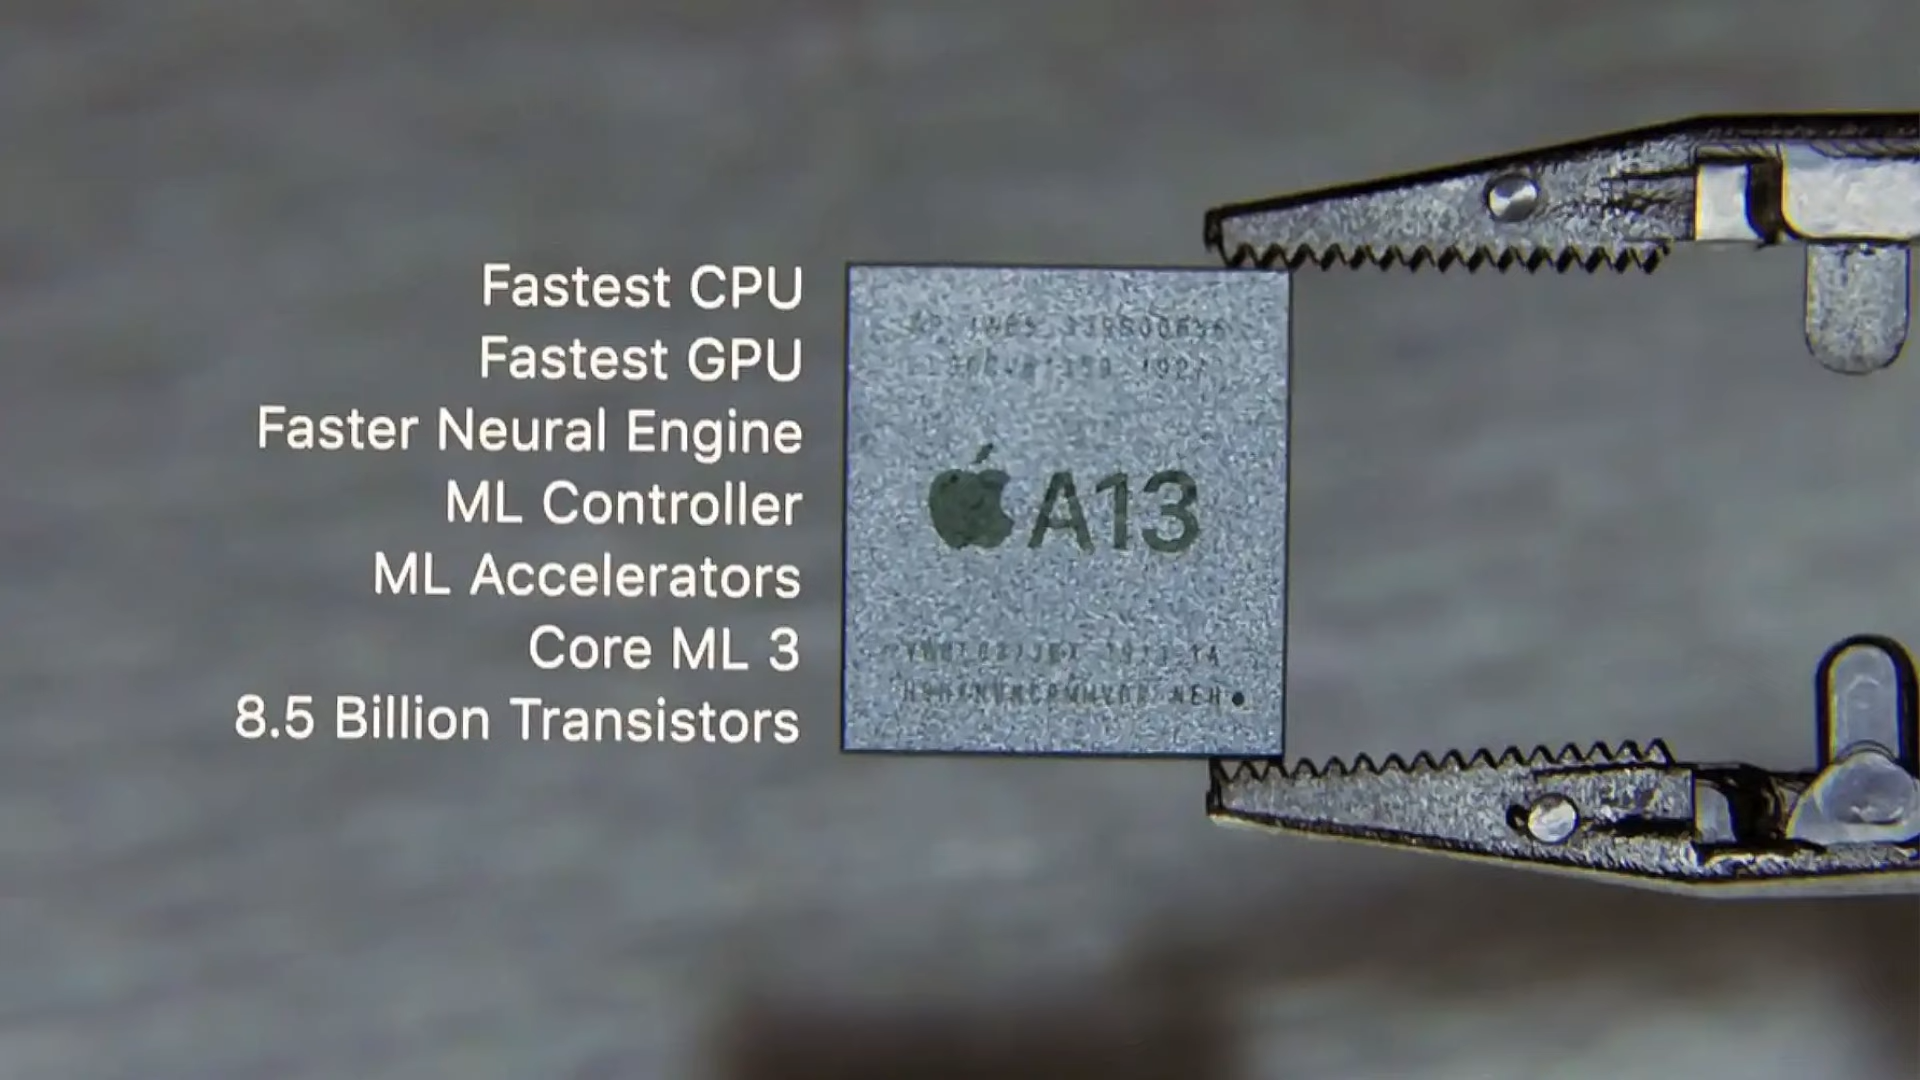 Fastest CPU
Fastest GPU
Faster Neural Engine
ML Controller
ML Accelerators
Core ML 3
8.5 Billion Transistors
A13